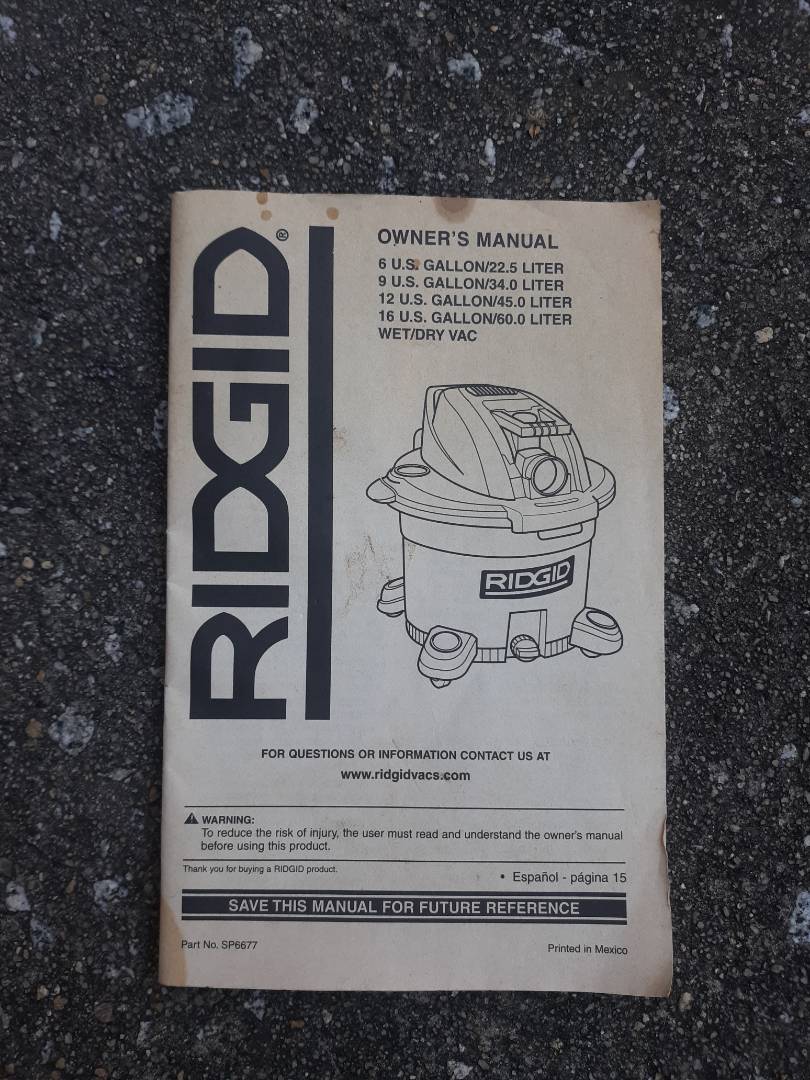 RIDGID®
OWNER'S MANUAL
6 U.S. GALLON/22.5 LITER
9 U.S. GALLON/34.0 LITER
12 U.S. GALLON/45.0 LITER
16 U.S. GALLON/60.0 LITER
WET/DRY VAC
RIDGID
FOR QUESTIONS OR INFORMATION CONTACT US AT
www.ridgidvacs.com
WARNING:
To reduce the risk of injury, the user must read and understand the owner's manual
before using this product.
Thank you for buying a RIDGID product.
• Español - página 15
SAVE THIS MANUAL FOR FUTURE REFERENCE
Part No. SP6677
Printed in Mexico